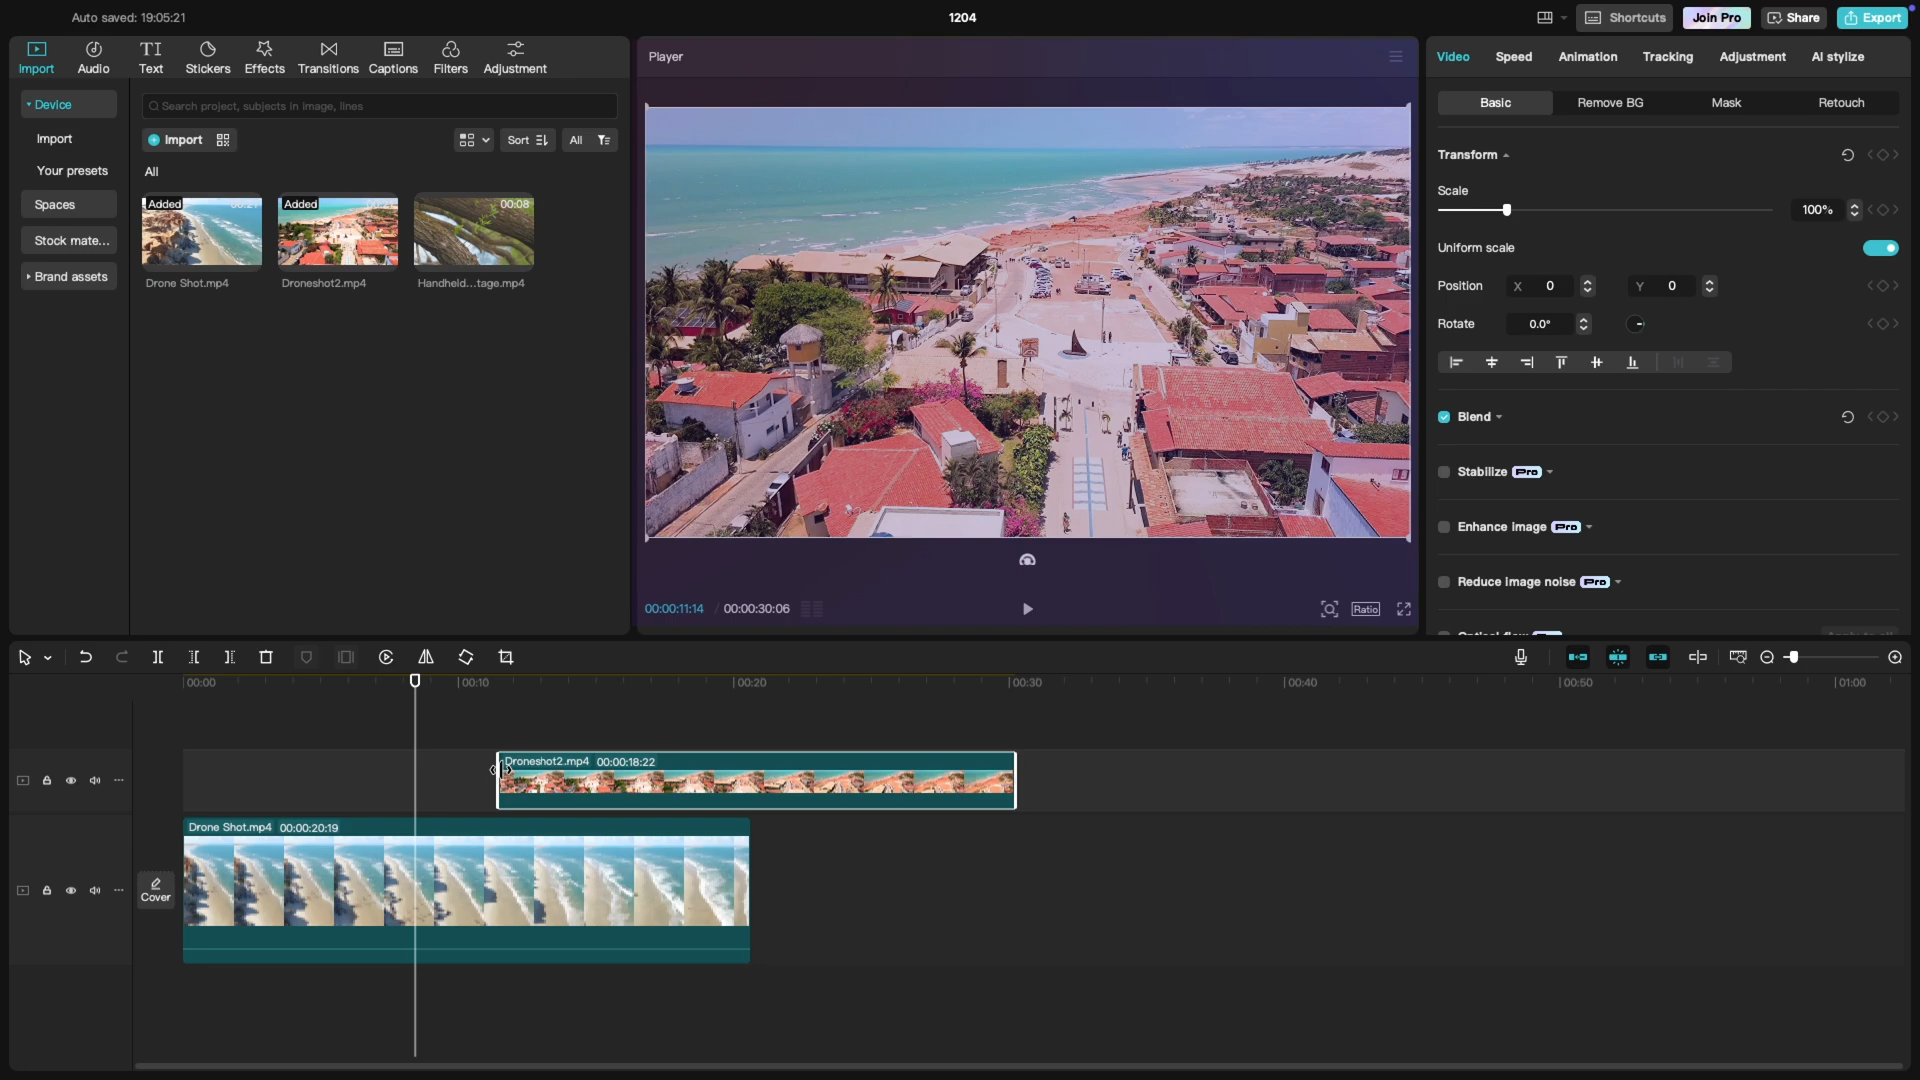 Auto saved: 19:05:21
1204
Shortcuts
Join Pro
Share
Export
Import
Audio
TI
Text
Stickers
Effects
Transitions
Captions
Filters
Adjustment
Device
Import
Your presets
Spaces
Stock mate...
Brand assets
Search project, subjects in image, lines
Import
Sort
All
All
Added
Added
00:08
Drone Shot.mp4
Droneshot2.mp4
Handheld...tage.mp4
Player
00:00:11:14 / 00:00:30:06
Ratio
Video
Speed
Animation
Tracking
Adjustment
AI stylize
Basic
Remove BG
Mask
Retouch
Transform
Scale
100%
Uniform scale
Position
X 0
Y 0
Rotate
0.0°
Blend
Stabilize Pro
Enhance image Pro
Reduce image noise Pro
00:00
00:10
00:20
00:30
00:40
00:50
01:00
Droneshot2.mp4 00:00:18:22
Drone Shot.mp4 00:00:20:19
Cover